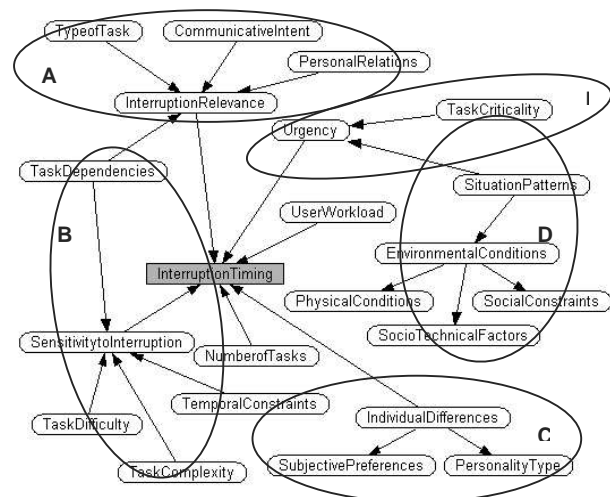 TypeofTask
CommunicativeIntent
A
PersonalRelations
InterruptionRelevance
I
TaskCriticality
Urgency
TaskDependencies
SituationPatterns
UserWorkload
B
D
EnvironmentalConditions
InterruptionTiming
PhysicalConditions
SocialConstraints
SocioTechnicalFactors
SensitivitytoInterruption
NumberofTasks
TemporalConstraints
TaskDifficulty
IndividualDifferences
C
TaskComplexity
SubjectivePreferences
PersonalityType